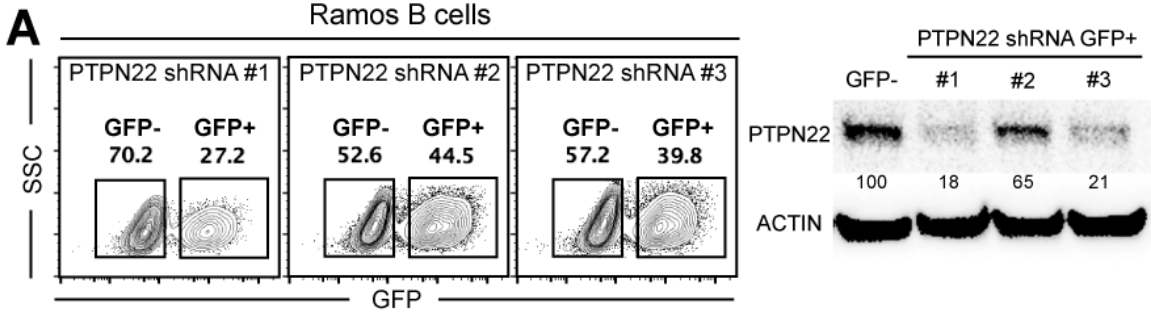 A
Ramos B cells
PTPN22 shRNA #1
PTPN22 shRNA #2
PTPN22 shRNA #3
GFP- GFP+
70.2 27.2
GFP- GFP+
52.6 44.5
GFP- GFP+
57.2 39.8
SSC
GFP
PTPN22 shRNA GFP+
GFP- #1 #2 #3
PTPN22
100 18 65 21
ACTIN